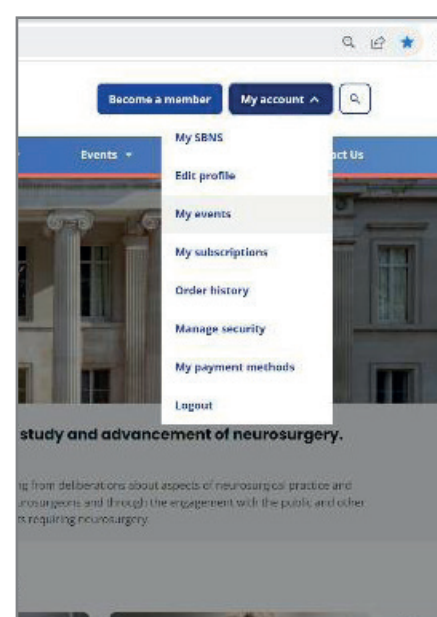 Become a member
My account
My SBNS
Events
ct Us
Edit profile
My events
My subscriptions
Order history
Manage security
My payment methods
Logout
study and advancement of neurosurgery.
ng from deliberations about aspects of neurosurgical practice and
urosurgeons and through the engagement with the public and other
ts requiring neurosurgery.